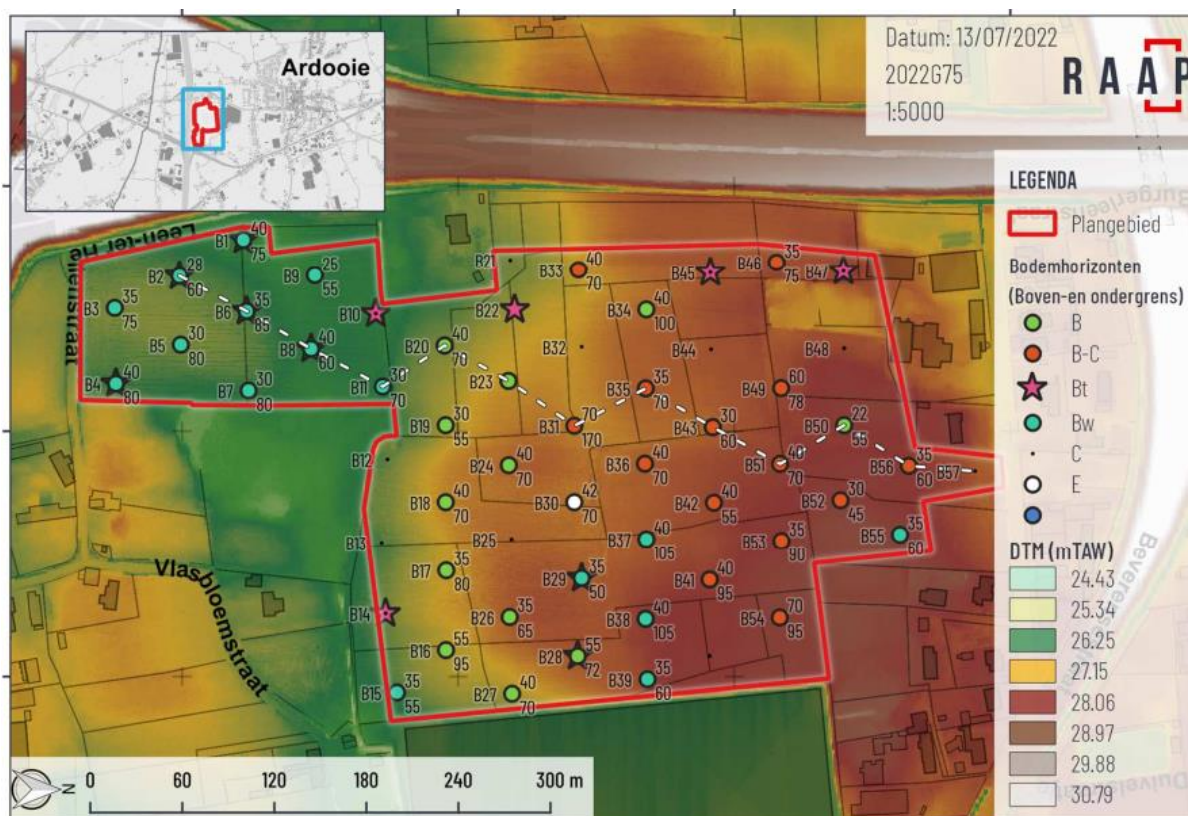 Ardooie
Datum: 13/07/2022
2022G75
1:5000
RAAP
LEGENDA
Plangebied
Bodemhorizonten
(Boven-en ondergrens)
B
B-C
Bt
Bw
C
E
DTM (mTAW)
24.43
25.34
26.25
27.15
28.06
28.97
29.88
30.79
Vlasbloemstraat
B1 40 75
B2 28 60
B9 25 55
B3 35 75
B6 35 85
B10
B5 30 80
B8 40 60
B4 40 80
B7 30 80
B11 30 70
B21
B33 40 70
B45
B46 35 75
B47
B22
B34 40 100
B20 40 70
B32
B44
B48
B23 40 70
B35 35 70
B49 60 78
B19 30 55
B31 70 170
B43 30 60
B50 22 55
B12
B24 40 70
B36 40 70
B51 40 70
B56 35 60
B57
B18 40 70
B30 42 70
B42 40 55
B52 30 45
B13
B25
B37 40 105
B53 35 90
B55 35 60
B17 35 80
B29 35 50
B41 40 95
B14
B26 35 65
B38 40 105
B54 70 95
B16 55 95
B28 55 72
B15 35 55
B27 40 70
B39 35 60
N
0 60 120 240 300 m